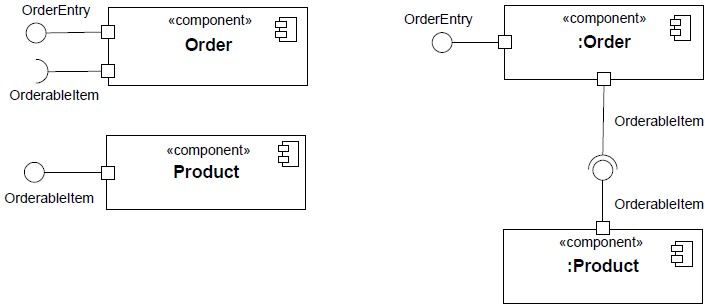 OrderEntry
«component»
Order
OrderableItem
«component»
Product
OrderableItem
OrderEntry
«component»
:Order
OrderableItem
OrderableItem
«component»
:Product